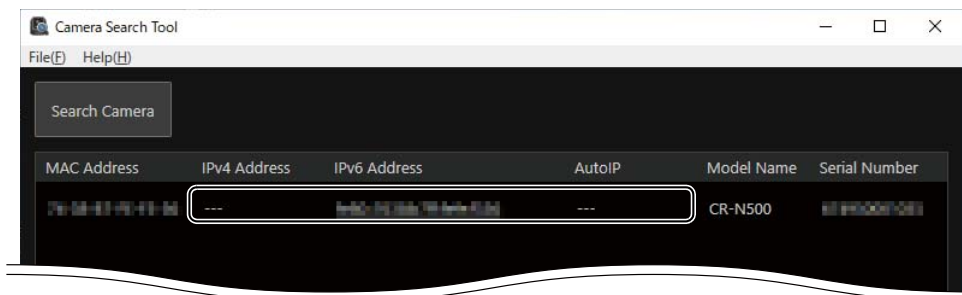 Camera Search Tool
File(F) Help(H)
Search Camera
MAC Address IPv4 Address IPv6 Address AutoIP Model Name Serial Number
--- --- CR-N500